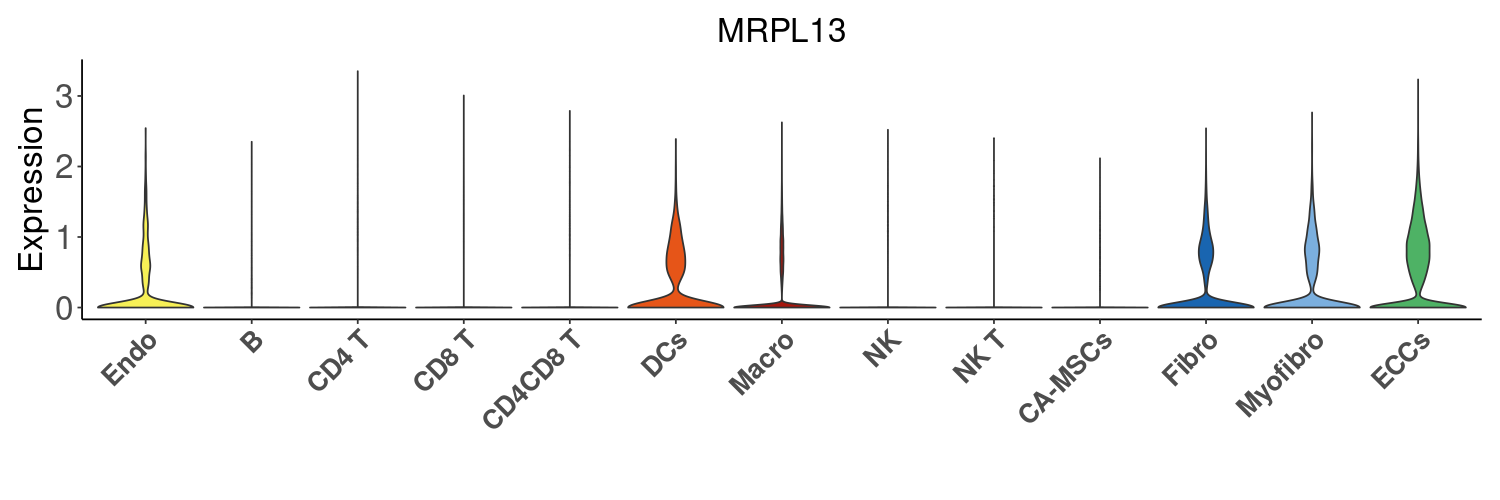 MRPL13
Expression
3
2
1
0
Endo
B
CD4 T
CD8 T
CD4CD8 T
DCs
Macro
NK
NK T
CA-MSCs
Fibro
Myofibro
ECCs